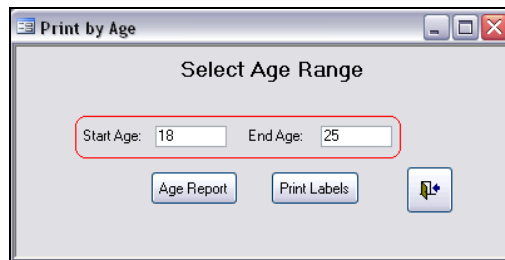 Print by Age
Select Age Range
Start Age: 18 End Age: 25
Age Report Print Labels